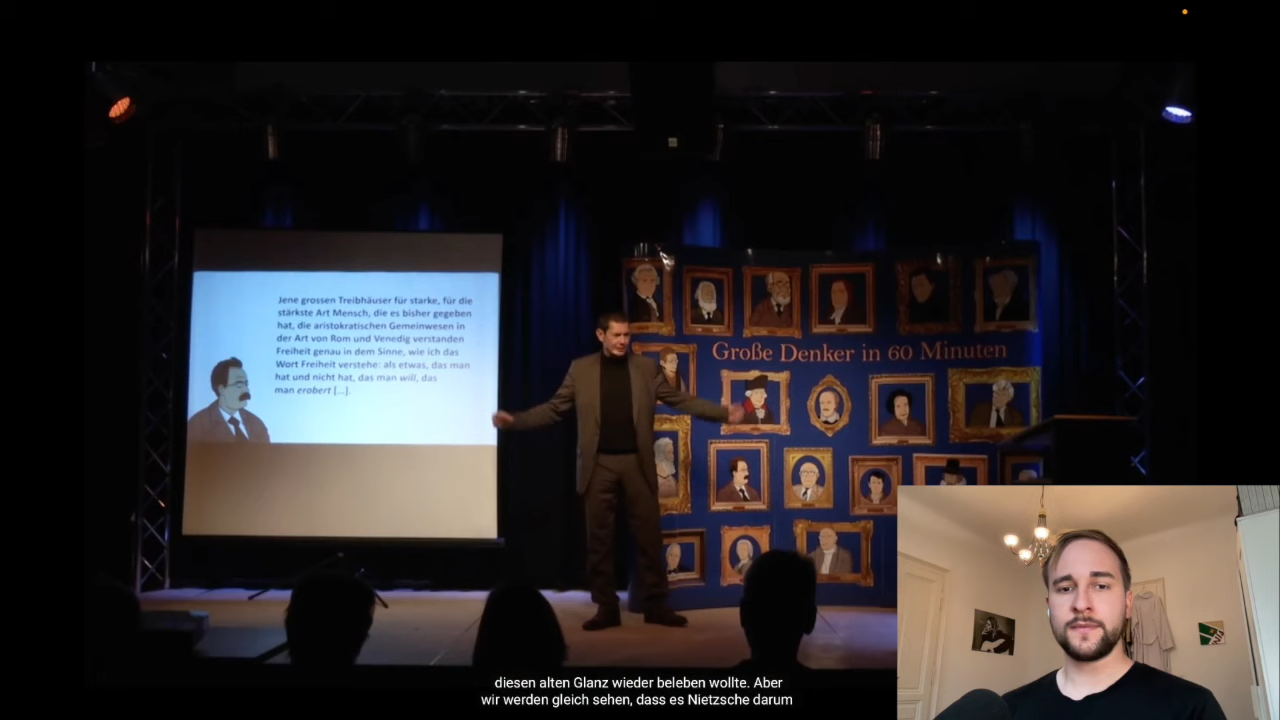 Jene grossen Treibhäuser für starke, für die
stärkste Art Mensch, die es bisher gegeben
hat, die aristokratischen Gemeinwesen in
der Art von Rom und Venedig verstanden
Freiheit genau in dem Sinne, wie ich das
Wort Freiheit verstehe: als etwas, das man
hat und nicht hat, das man will, das
man erobert [...].
Große Denker in 60 Minuten
diesen alten Glanz wieder beleben wollte. Aber
wir werden gleich sehen, dass es Nietzsche darum